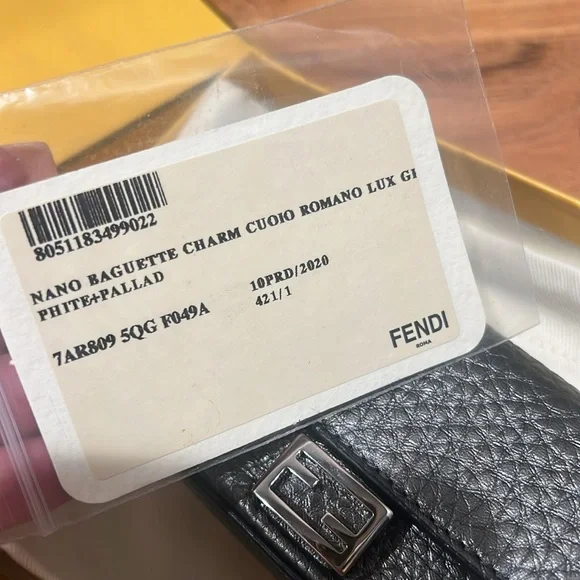 8051183499022
NANO BAGUETTE CHARM CUOIO ROMANO LUX GI
PHITE+PALLAD
10PRD/2020
7AR809 5QG F049A
421/1
FENDI
ROMA